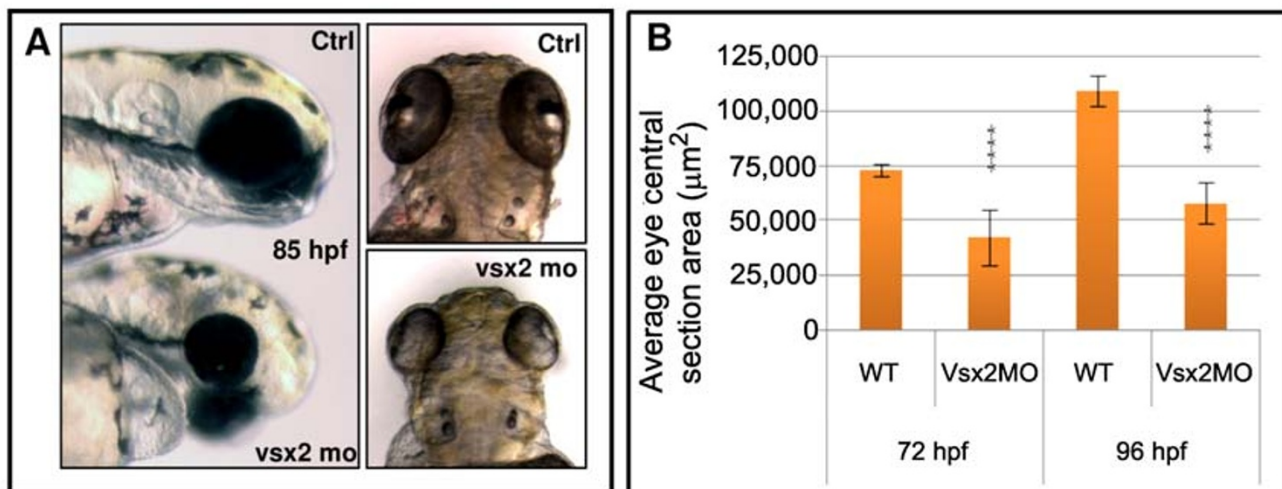 A
Ctrl
85 hpf
vsx2 mo
Ctrl
vsx2 mo
B
Average eye central
section area (μm²)
125,000
100,000
75,000
50,000
25,000
0
****
****
WT
Vsx2MO
WT
Vsx2MO
72 hpf
96 hpf